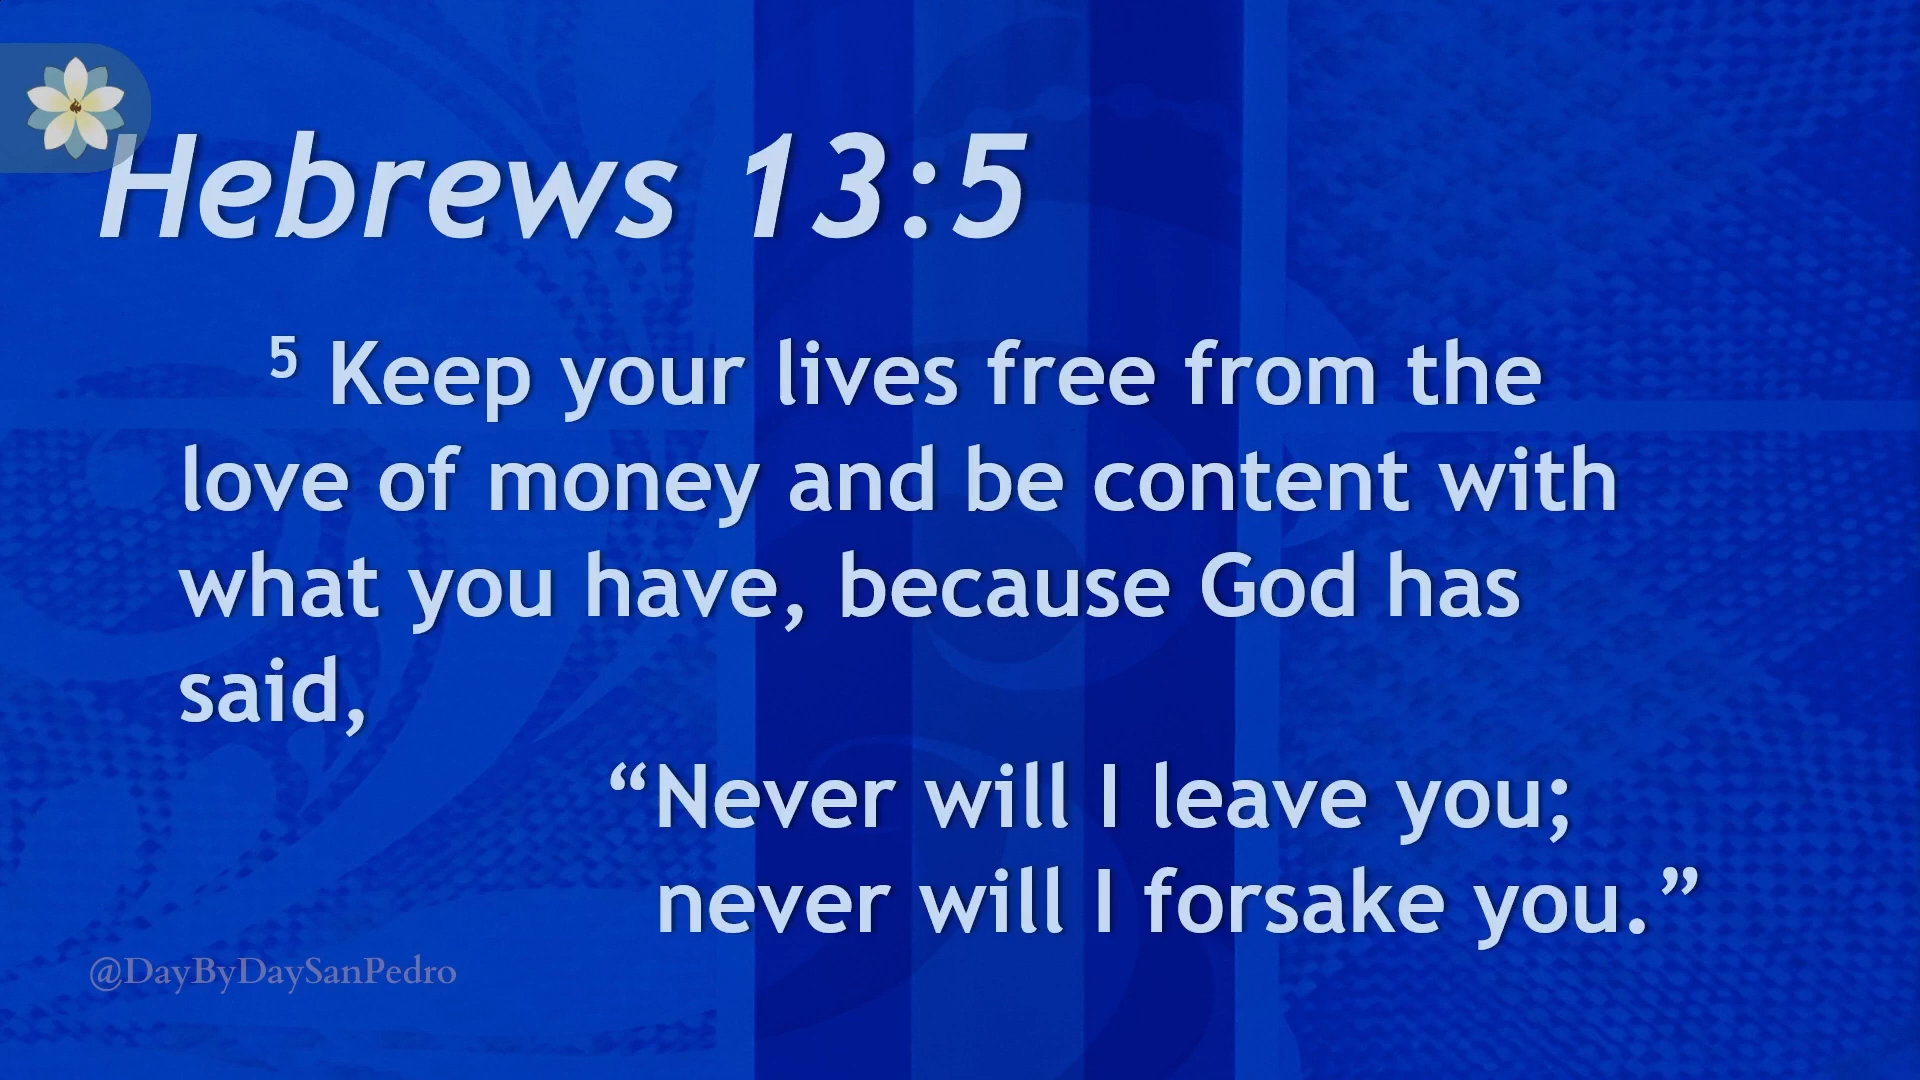 Hebrews 13:5
5 Keep your lives free from the
love of money and be content with
what you have, because God has
said,
“Never will I leave you;
never will I forsake you.”
@DayByDaySanPedro